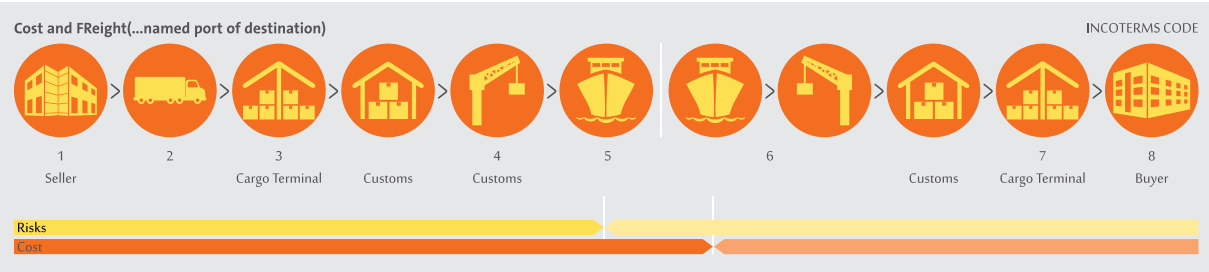 Cost and FReight(...named port of destination)
INCOTERMS CODE
1 2 3 4 5 6 7 8
Seller Cargo Terminal Customs Customs Customs Cargo Terminal Buyer
Risks
Cost